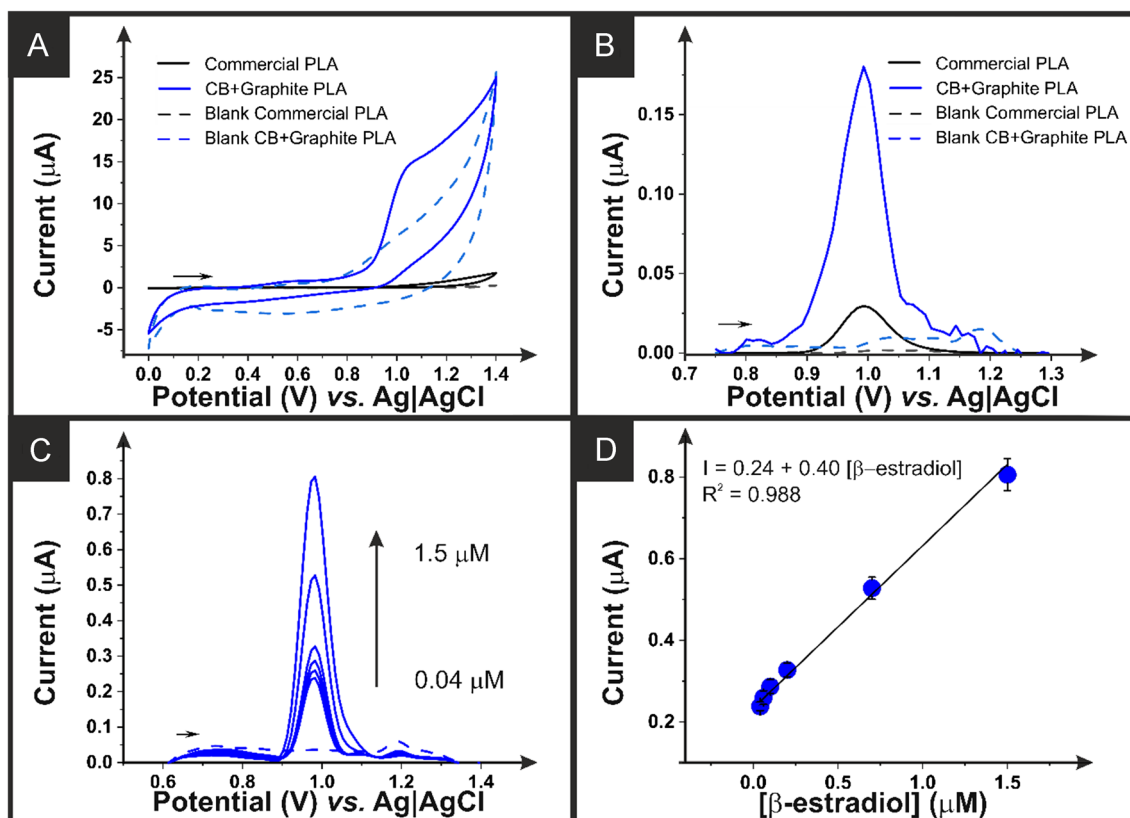 A
Commercial PLA
CB+Graphite PLA
Blank Commercial PLA
Blank CB+Graphite PLA
Current (μA)
25
20
15
10
5
0
-5
0.0 0.2 0.4 0.6 0.8 1.0 1.2 1.4
Potential (V) vs. Ag|AgCl
B
Commercial PLA
CB+Graphite PLA
Blank Commercial PLA
Blank CB+Graphite PLA
Current (μA)
0.15
0.10
0.05
0.00
0.7 0.8 0.9 1.0 1.1 1.2 1.3
Potential (V) vs. Ag|AgCl
C
1.5 μM
0.04 μM
Current (μA)
0.8
0.7
0.6
0.5
0.4
0.3
0.2
0.1
0.0
0.6 0.8 1.0 1.2 1.4
Potential (V) vs. Ag|AgCl
D
I = 0.24 + 0.40 [β–estradiol]
R² = 0.988
Current (μA)
0.8
0.6
0.4
0.2
0.0 0.5 1.0 1.5
[β-estradiol] (μM)